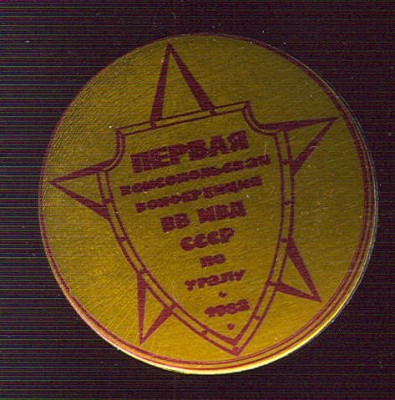 ПЕРВАЯ
КОМСОМОЛЬСКАЯ
КОНФЕРЕНЦИЯ
ВВ МВД
СССР
ПО
УРАЛУ
1982